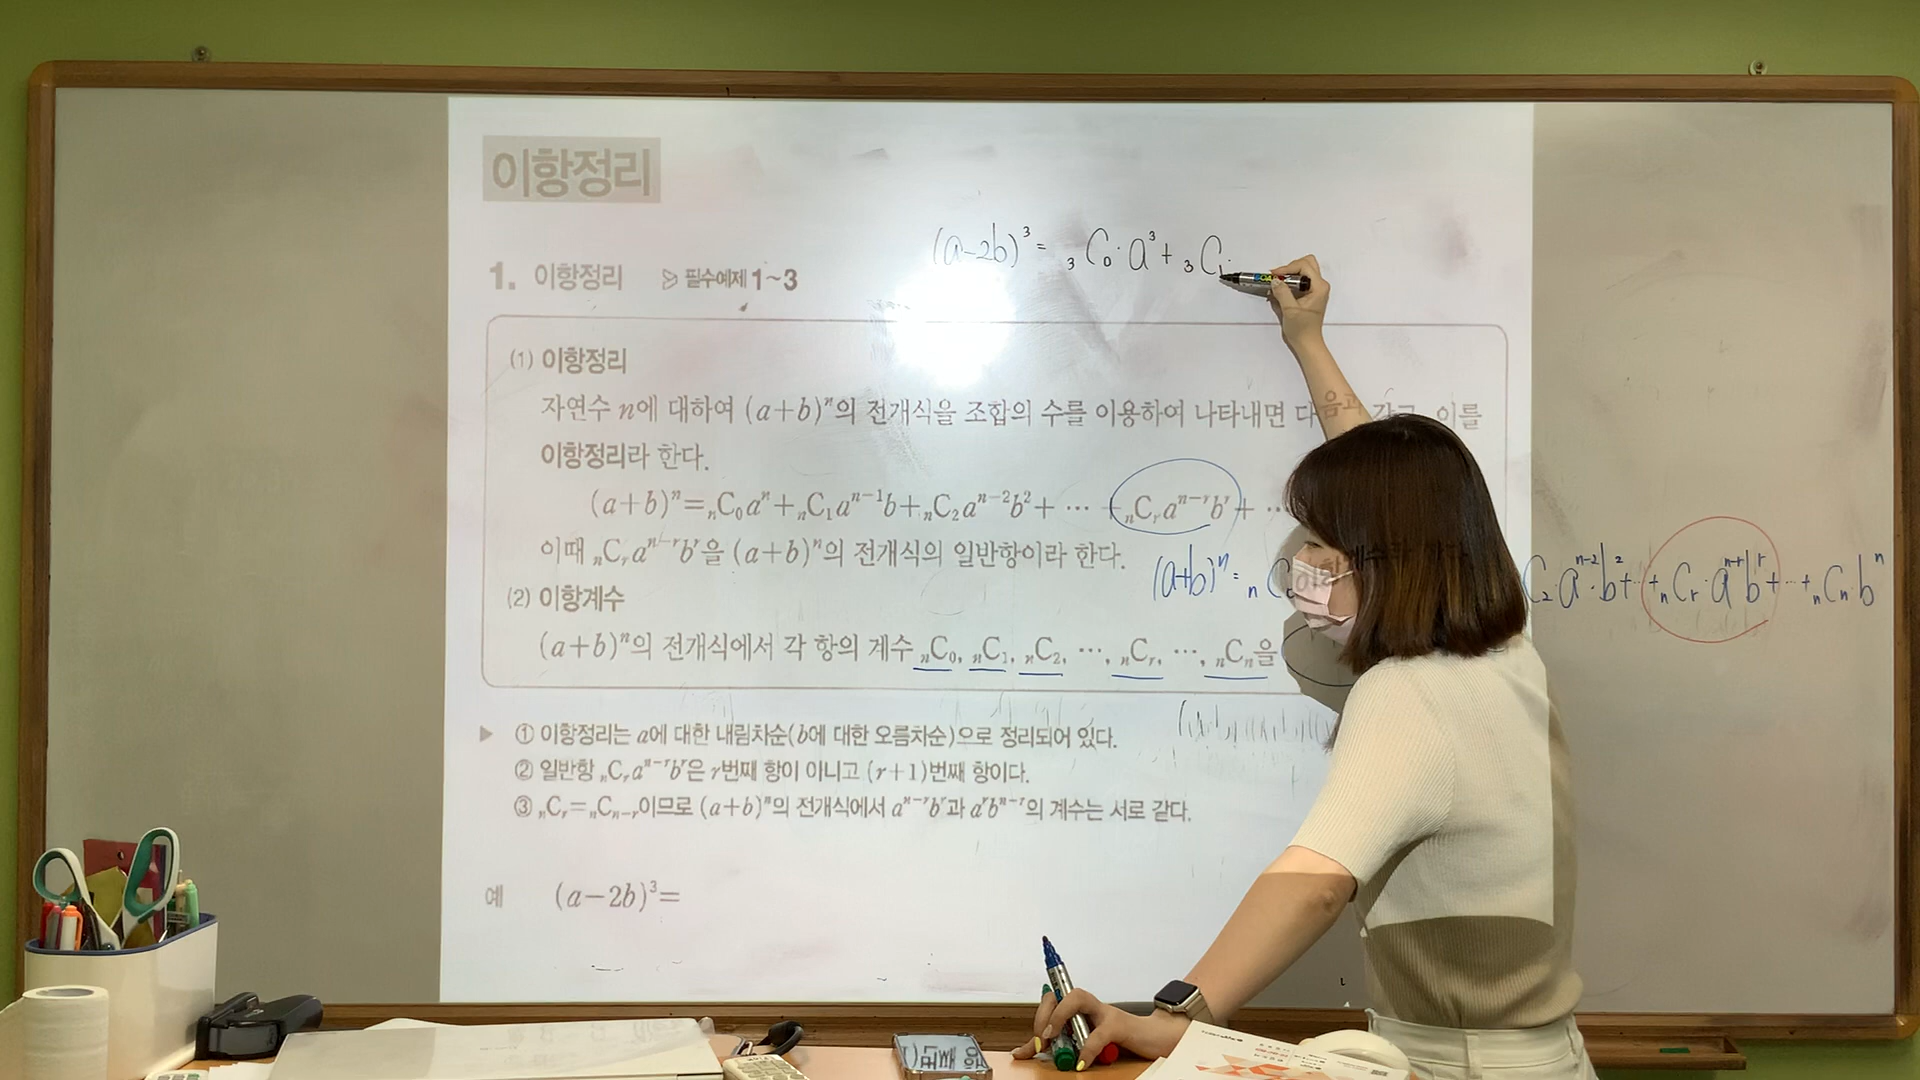 이항정리
(a-2b)³ = ₃C₀·a³ + ₃C₁·
1. 이항정리 필수예제 1~3
(1) 이항정리
자연수 n에 대하여 (a+b)ⁿ의 전개식을 조합의 수를 이용하여 나타내면 다음과 같고, 이를
이항정리라 한다.
(a+b)ⁿ=ₙC₀aⁿ+ₙC₁aⁿ⁻¹b+ₙC₂aⁿ⁻²b²+ ⋯ +ₙCᵣaⁿ⁻ʳbʳ+ ⋯
이때 ₙCᵣaⁿ⁻ʳbʳ을 (a+b)ⁿ의 전개식의 일반항이라 한다.
(a+b)ⁿ = ₙC C₂·aⁿ⁻²·b²+ ⋯ +ₙCᵣ·aⁿ⁻ʳbʳ+ ⋯ +ₙCₙ·bⁿ
(2) 이항계수
(a+b)ⁿ의 전개식에서 각 항의 계수 ₙC₀, ₙC₁, ₙC₂, ⋯, ₙCᵣ, ⋯, ₙCₙ을
▶ ① 이항정리는 a에 대한 내림차순(b에 대한 오름차순)으로 정리되어 있다.
② 일반항 ₙCᵣaⁿ⁻ʳbʳ은 r번째 항이 아니고 (r+1)번째 항이다.
③ ₙCᵣ=ₙCₙ₋ᵣ이므로 (a+b)ⁿ의 전개식에서 aⁿ⁻ʳbʳ과 aʳbⁿ⁻ʳ의 계수는 서로 같다.
예 (a-2b)³=